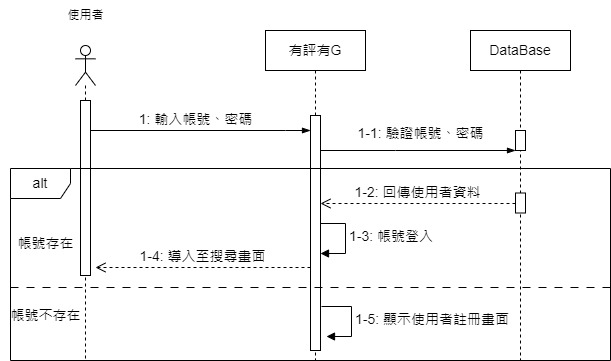 使用者
有評有G
DataBase
1: 輸入帳號、密碼
1-1: 驗證帳號、密碼
alt
1-2: 回傳使用者資料
帳號存在
1-3: 帳號登入
1-4: 導入至搜尋畫面
帳號不存在
1-5: 顯示使用者註冊畫面